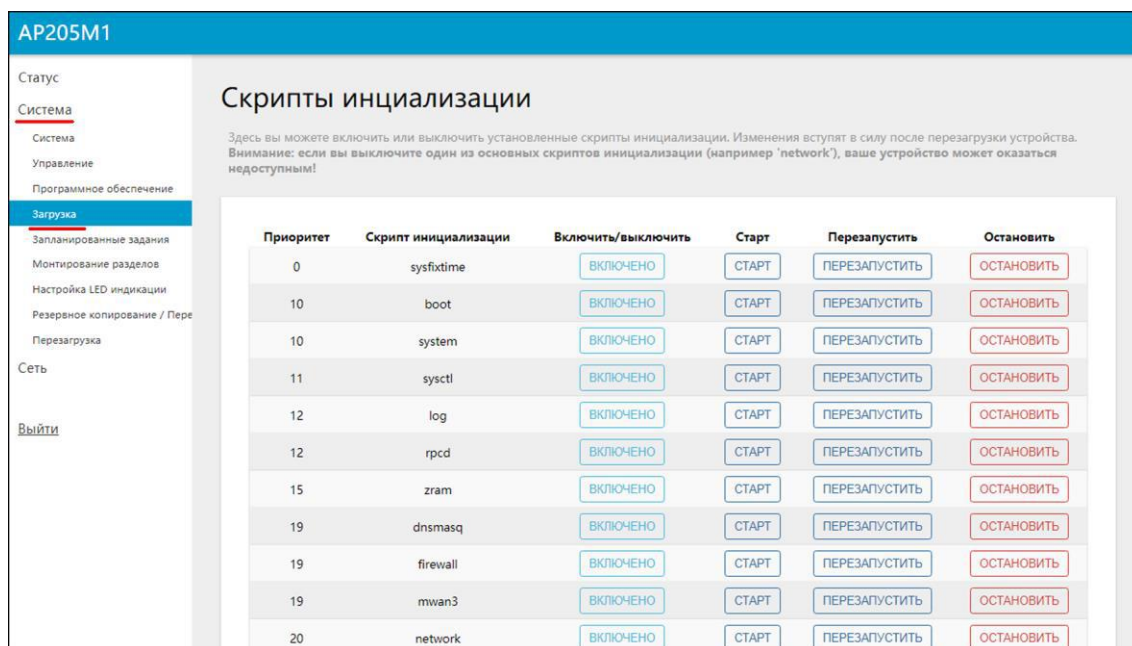 AP205M1
Статус
Система
Система
Управление
Программное обеспечение
Загрузка
Запланированные задания
Монтирование разделов
Настройка LED индикации
Резервное копирование / Пере
Перезагрузка
Сеть
Выйти
Скрипты инциализации
Здесь вы можете включить или выключить установленные скрипты инициализации. Изменения вступят в силу после перезагрузки устройства.
Внимание: если вы выключите один из основных скриптов инициализации (например 'network'), ваше устройство может оказаться
недоступным!
Приоритет Скрипт инициализации Включить/выключить Старт Перезапустить Остановить
0 sysfixtime ВКЛЮЧЕНО СТАРТ ПЕРЕЗАПУСТИТЬ ОСТАНОВИТЬ
10 boot ВКЛЮЧЕНО СТАРТ ПЕРЕЗАПУСТИТЬ ОСТАНОВИТЬ
10 system ВКЛЮЧЕНО СТАРТ ПЕРЕЗАПУСТИТЬ ОСТАНОВИТЬ
11 sysctl ВКЛЮЧЕНО СТАРТ ПЕРЕЗАПУСТИТЬ ОСТАНОВИТЬ
12 log ВКЛЮЧЕНО СТАРТ ПЕРЕЗАПУСТИТЬ ОСТАНОВИТЬ
12 rpcd ВКЛЮЧЕНО СТАРТ ПЕРЕЗАПУСТИТЬ ОСТАНОВИТЬ
15 zram ВКЛЮЧЕНО СТАРТ ПЕРЕЗАПУСТИТЬ ОСТАНОВИТЬ
19 dnsmasq ВКЛЮЧЕНО СТАРТ ПЕРЕЗАПУСТИТЬ ОСТАНОВИТЬ
19 firewall ВКЛЮЧЕНО СТАРТ ПЕРЕЗАПУСТИТЬ ОСТАНОВИТЬ
19 mwan3 ВКЛЮЧЕНО СТАРТ ПЕРЕЗАПУСТИТЬ ОСТАНОВИТЬ
20 network ВКЛЮЧЕНО СТАРТ ПЕРЕЗАПУСТИТЬ ОСТАНОВИТЬ